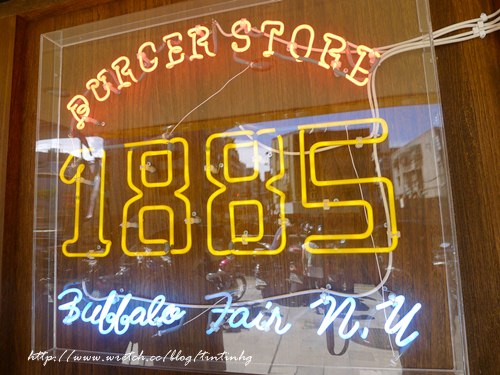 BURGER STORE
1885
Buffalo Fair N.Y
http://www.wretch.cc/blog/tintinhg